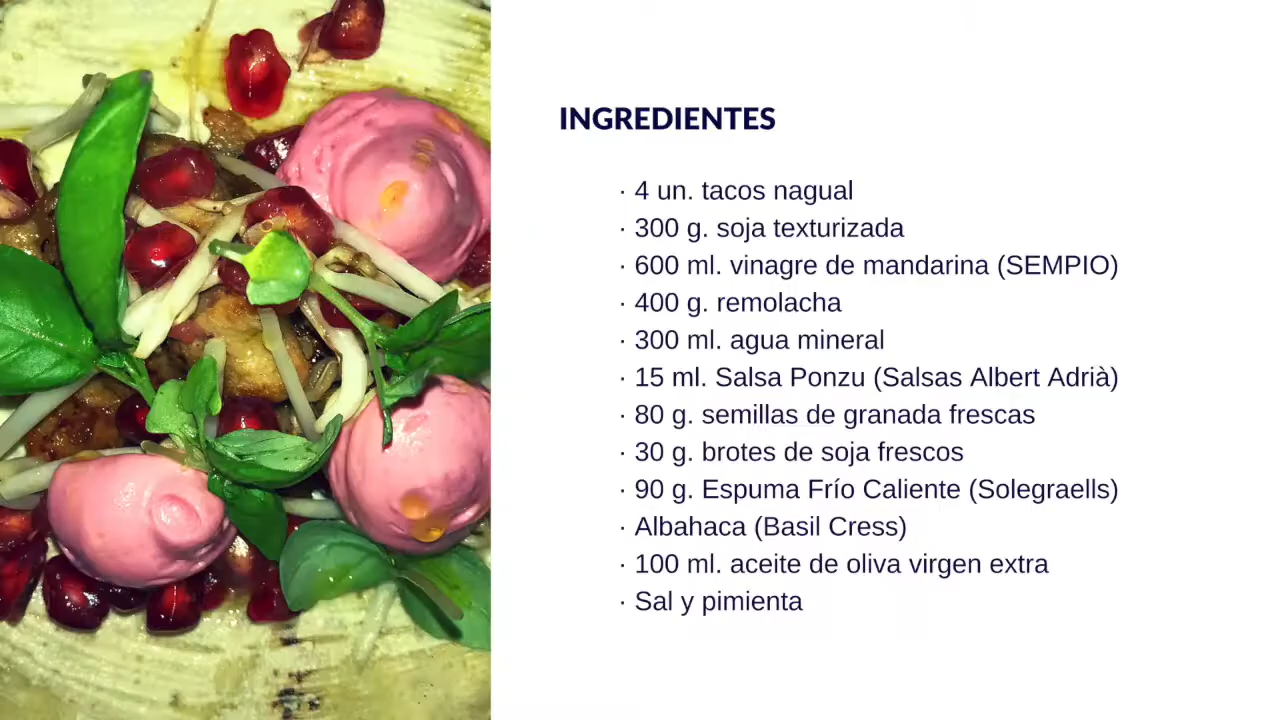 INGREDIENTES
· 4 un. tacos nagual
· 300 g. soja texturizada
· 600 ml. vinagre de mandarina (SEMPIO)
· 400 g. remolacha
· 300 ml. agua mineral
· 15 ml. Salsa Ponzu (Salsas Albert Adrià)
· 80 g. semillas de granada frescas
· 30 g. brotes de soja frescos
· 90 g. Espuma Frío Caliente (Solegraells)
· Albahaca (Basil Cress)
· 100 ml. aceite de oliva virgen extra
· Sal y pimienta